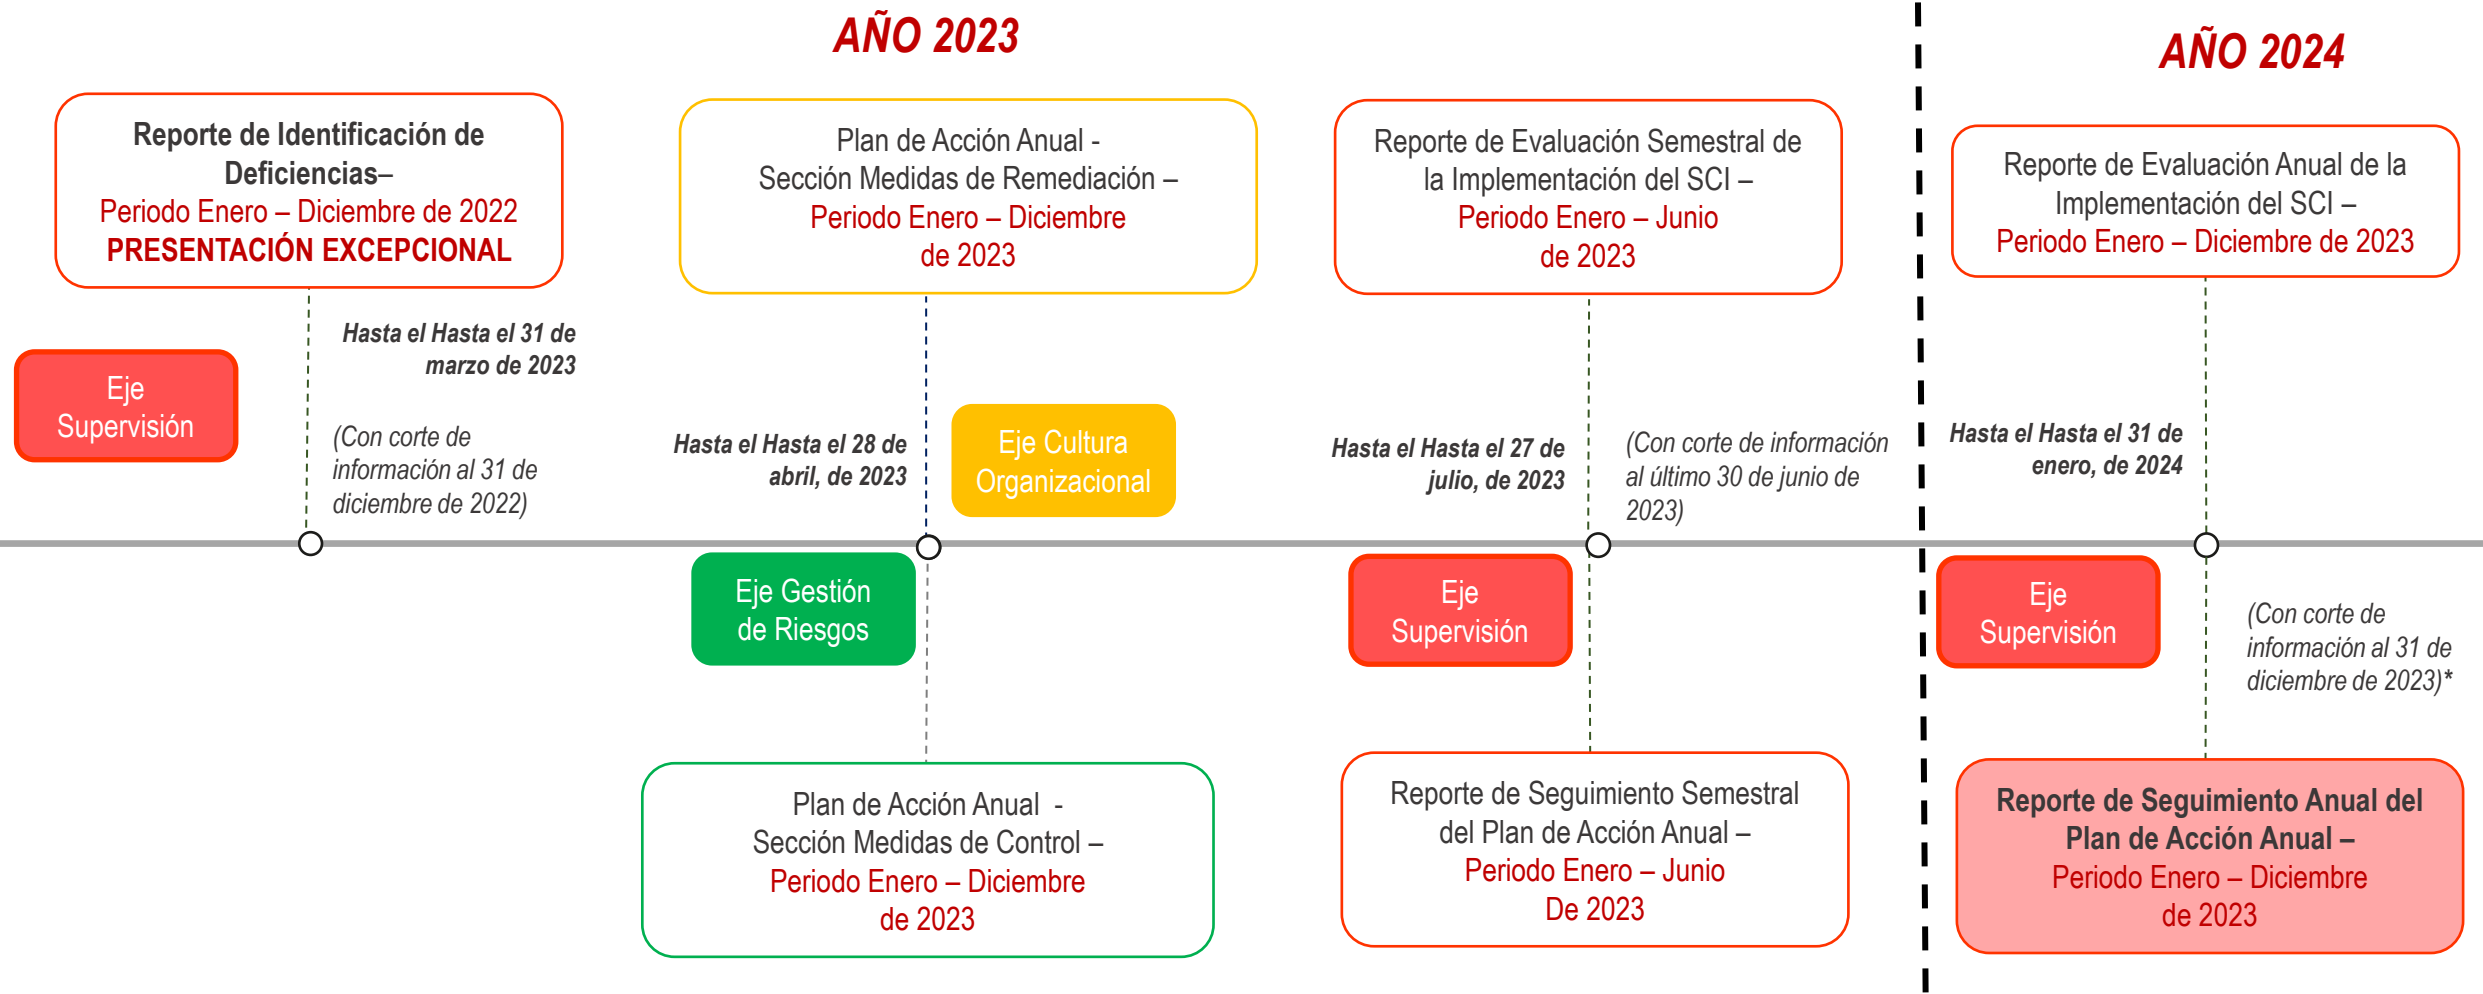 AÑO 2023
AÑO 2024
Reporte de Identificación de
Deficiencias–
Periodo Enero – Diciembre de 2022
PRESENTACIÓN EXCEPCIONAL
Plan de Acción Anual -
Sección Medidas de Remediación –
Periodo Enero – Diciembre
de 2023
Reporte de Evaluación Semestral de
la Implementación del SCI –
Periodo Enero – Junio
de 2023
Reporte de Evaluación Anual de la
Implementación del SCI –
Periodo Enero – Diciembre de 2023
Hasta el Hasta el 31 de
marzo de 2023
Eje
Supervisión
(Con corte de
información al 31 de
diciembre de 2022)
Hasta el Hasta el 28 de
abril, de 2023
Eje Cultura
Organizacional
Hasta el Hasta el 27 de
julio, de 2023
(Con corte de información
al último 30 de junio de
2023)
Hasta el Hasta el 31 de
enero, de 2024
Eje Gestión
de Riesgos
Eje
Supervisión
Eje
Supervisión
(Con corte de
información al 31 de
diciembre de 2023)*
Plan de Acción Anual -
Sección Medidas de Control –
Periodo Enero – Diciembre
de 2023
Reporte de Seguimiento Semestral
del Plan de Acción Anual –
Periodo Enero – Junio
De 2023
Reporte de Seguimiento Anual del
Plan de Acción Anual –
Periodo Enero – Diciembre
de 2023